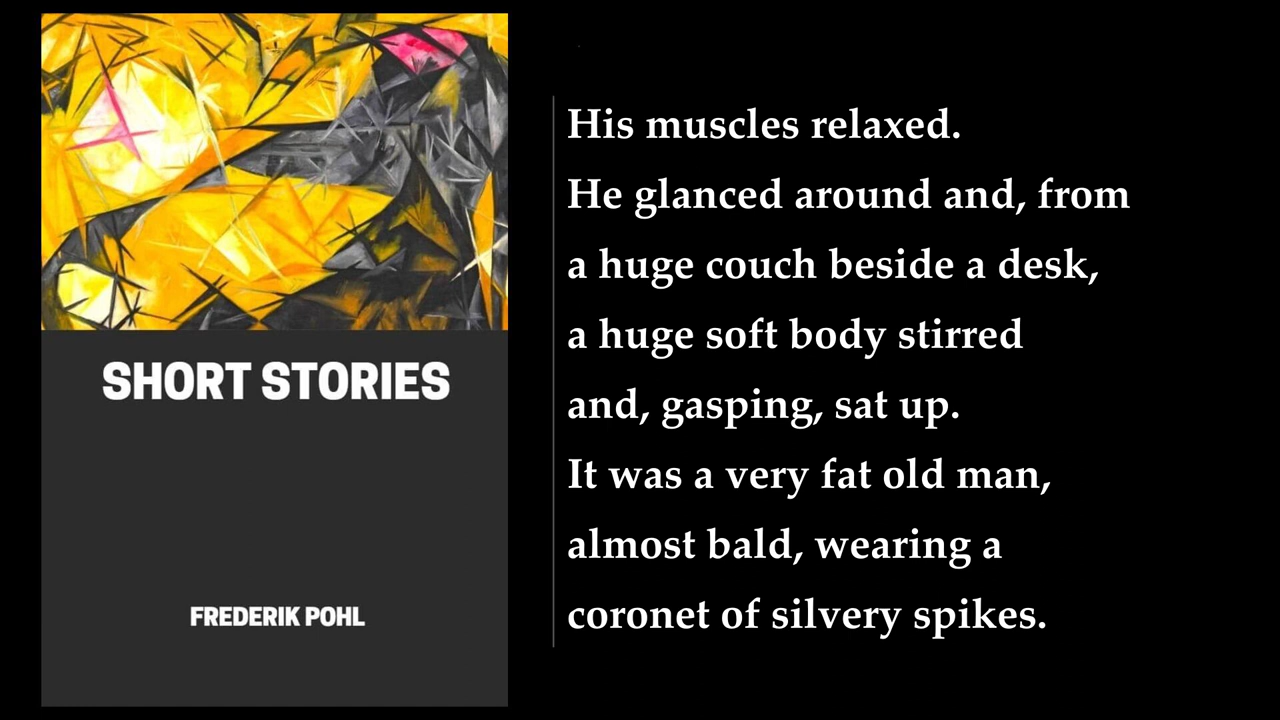 SHORT STORIES
FREDERIK POHL
His muscles relaxed.
He glanced around and, from
a huge couch beside a desk,
a huge soft body stirred
and, gasping, sat up.
It was a very fat old man,
almost bald, wearing a
coronet of silvery spikes.